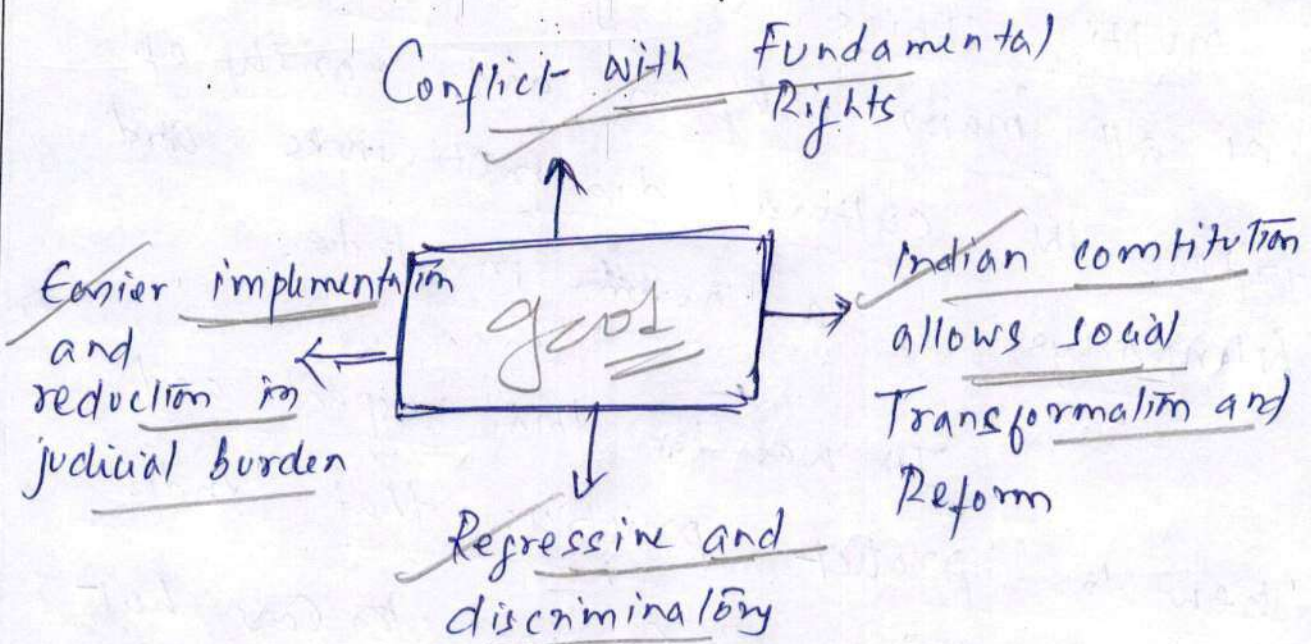 Conflict with Fundamental
Rights
Easier implementation
and
reduction in
judicial burden
good
Indian constitution
allows social
Transformation and
Reform
Regressive and
discriminatory